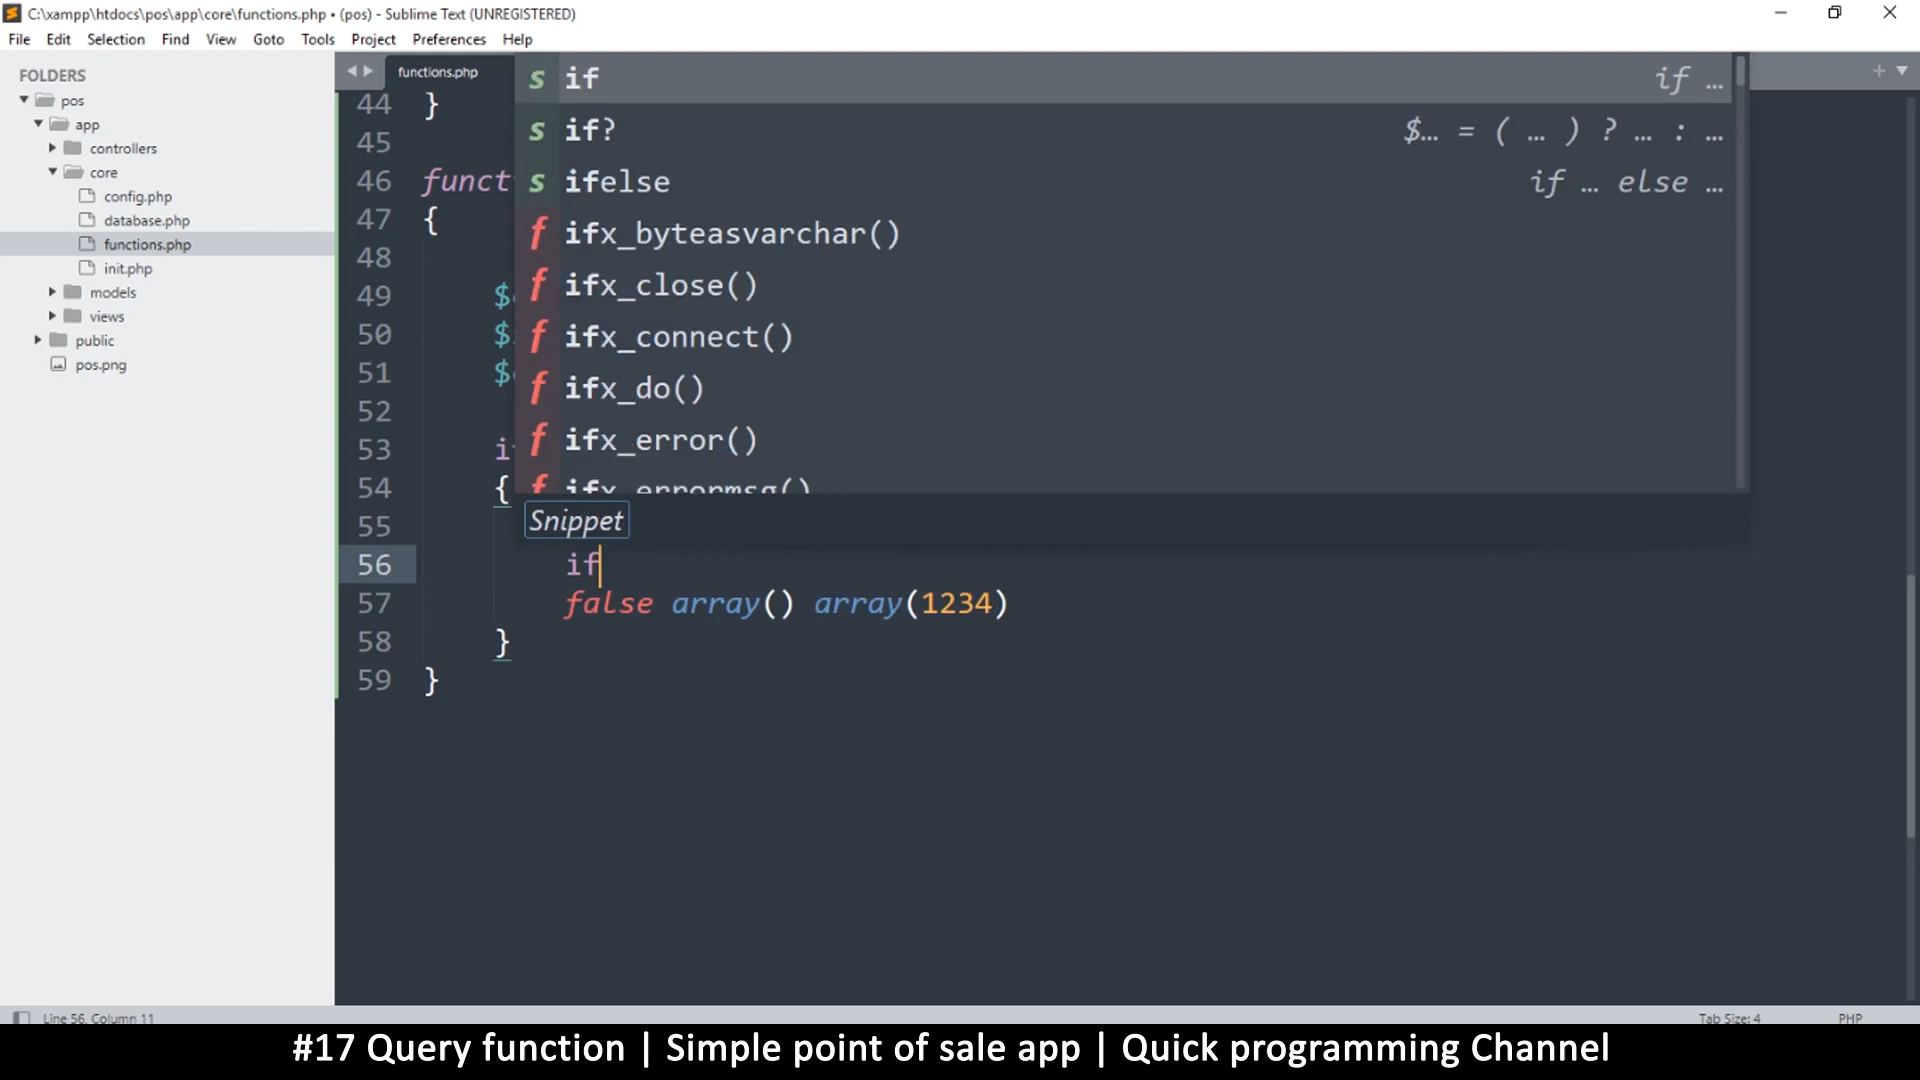 C:\xampp\htdocs\pos\app\core\functions.php • (pos) - Sublime Text (UNREGISTERED)
File Edit Selection Find View Goto Tools Project Preferences Help
FOLDERS
pos
app
controllers
core
config.php
database.php
functions.php
init.php
models
views
public
pos.png
functions.php
s if if …
s if? $… = ( … ) ? … : …
s ifelse if … else …
f ifx_byteasvarchar()
f ifx_close()
f ifx_connect()
f ifx_do()
f ifx_error()
f ifx_errormsg()
Snippet
44 }
45
46 funct
47 {
48
49 $
50 $
51 $
52
53 if
54 {
55
56 if
57 false array() array(1234)
58 }
59 }
Line 56, Column 11
Tab Size: 4
PHP
#17 Query function | Simple point of sale app | Quick programming Channel